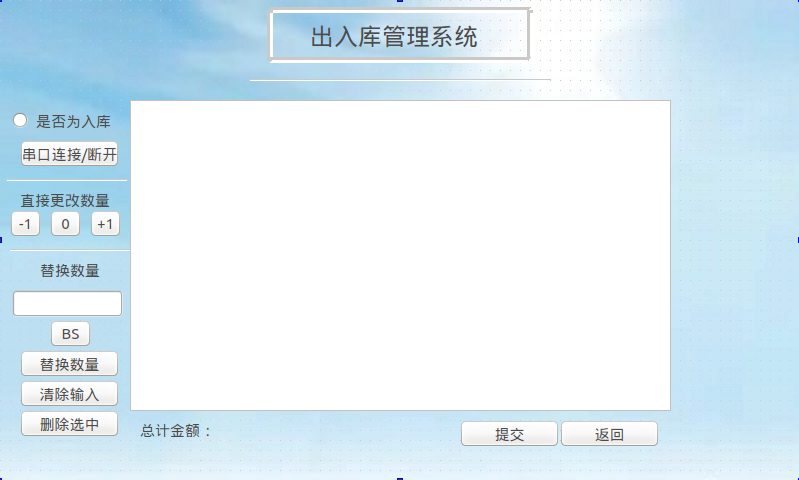 出入库管理系统
是否为入库
串口连接/断开
直接更改数量
-1 0 +1
替换数量
BS
替换数量
清除输入
删除选中
总计金额：
提交 返回